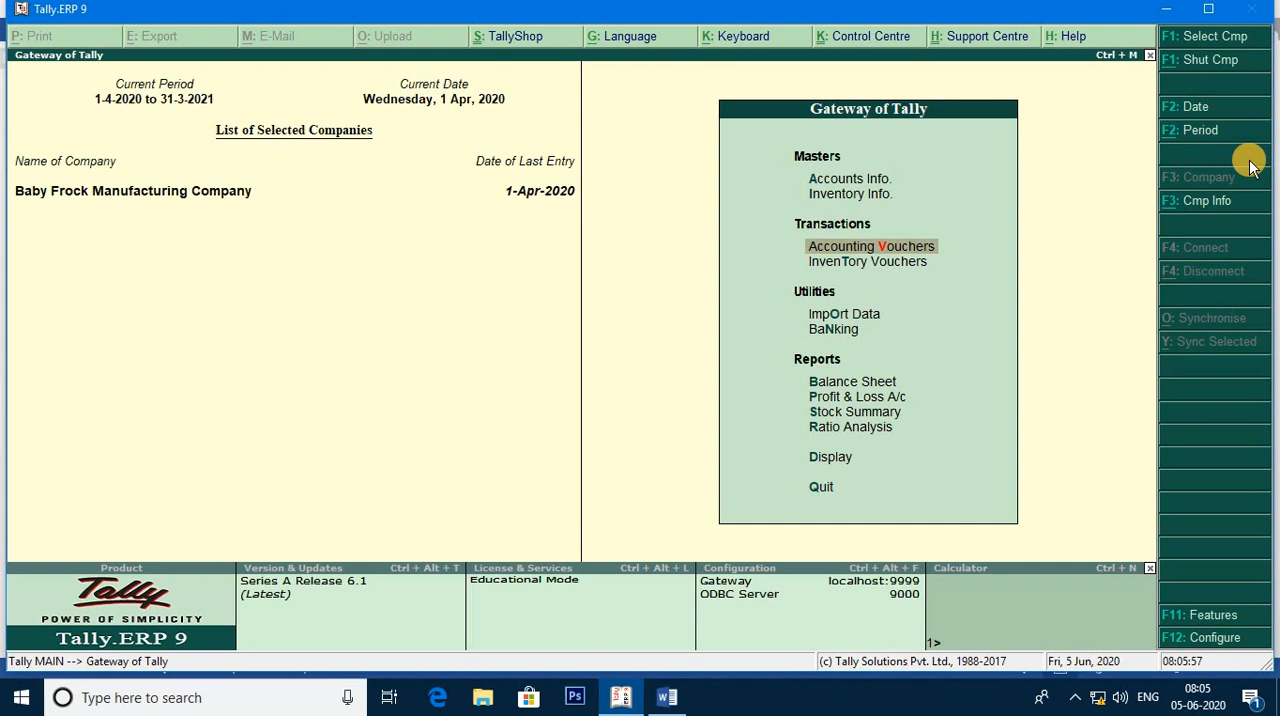 Tally.ERP 9
P: Print
E: Export
M: E-Mail
O: Upload
S: TallyShop
G: Language
K: Keyboard
K: Control Centre
H: Support Centre
H: Help
Gateway of Tally
Ctrl + M
Current Period
1-4-2020 to 31-3-2021
Current Date
Wednesday, 1 Apr, 2020
List of Selected Companies
Name of Company
Date of Last Entry
Baby Frock Manufacturing Company
1-Apr-2020
Gateway of Tally
Masters
Accounts Info.
Inventory Info.
Transactions
Accounting Vouchers
InvenTory Vouchers
Utilities
ImpOrt Data
BaNking
Reports
Balance Sheet
Profit & Loss A/c
Stock Summary
Ratio Analysis
Display
Quit
F1: Select Cmp
F1: Shut Cmp
F2: Date
F2: Period
F3: Company
F3: Cmp Info
F4: Connect
F4: Disconnect
O: Synchronise
Y: Sync Selected
F11: Features
F12: Configure
Product
Tally
POWER OF SIMPLICITY
Tally.ERP 9
Version & Updates
Ctrl + Alt + T
Series A Release 6.1
(Latest)
License & Services
Ctrl + Alt + L
Educational Mode
Configuration
Ctrl + Alt + F
Gateway
localhost:9999
ODBC Server
9000
Calculator
Ctrl + N
1>
Tally MAIN --> Gateway of Tally
(c) Tally Solutions Pvt. Ltd., 1988-2017
Fri, 5 Jun, 2020
08:05:57
Type here to search
ENG
08:05
05-06-2020